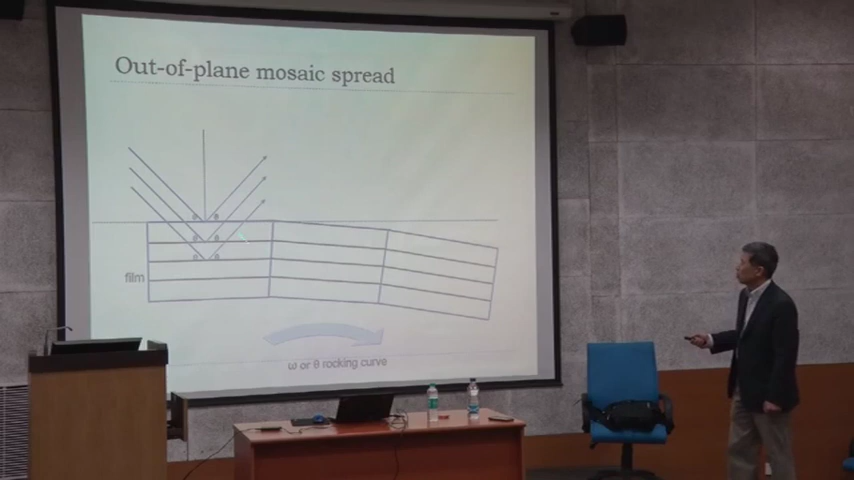 Out-of-plane mosaic spread
θ θ
θ θ
θ θ
film
ω or θ rocking curve